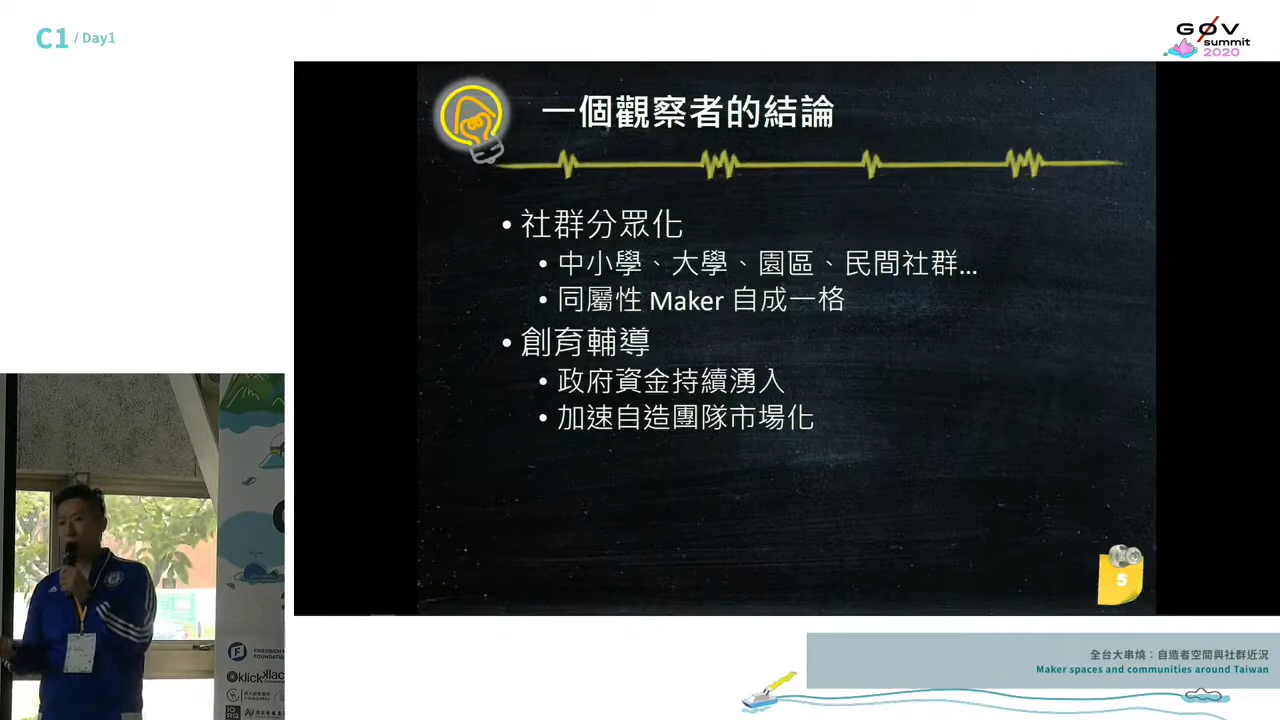 C1 / Day1
GØV
summit
2020
一個觀察者的結論
• 社群分眾化
• 中小學、大學、園區、民間社群...
• 同屬性 Maker 自成一格
• 創育輔導
• 政府資金持續湧入
• 加速自造團隊市場化
5
全台大串燒：自造者空間與社群近況
Maker spaces and communities around Taiwan
FRIEDRICH
FOUNDATION
klick